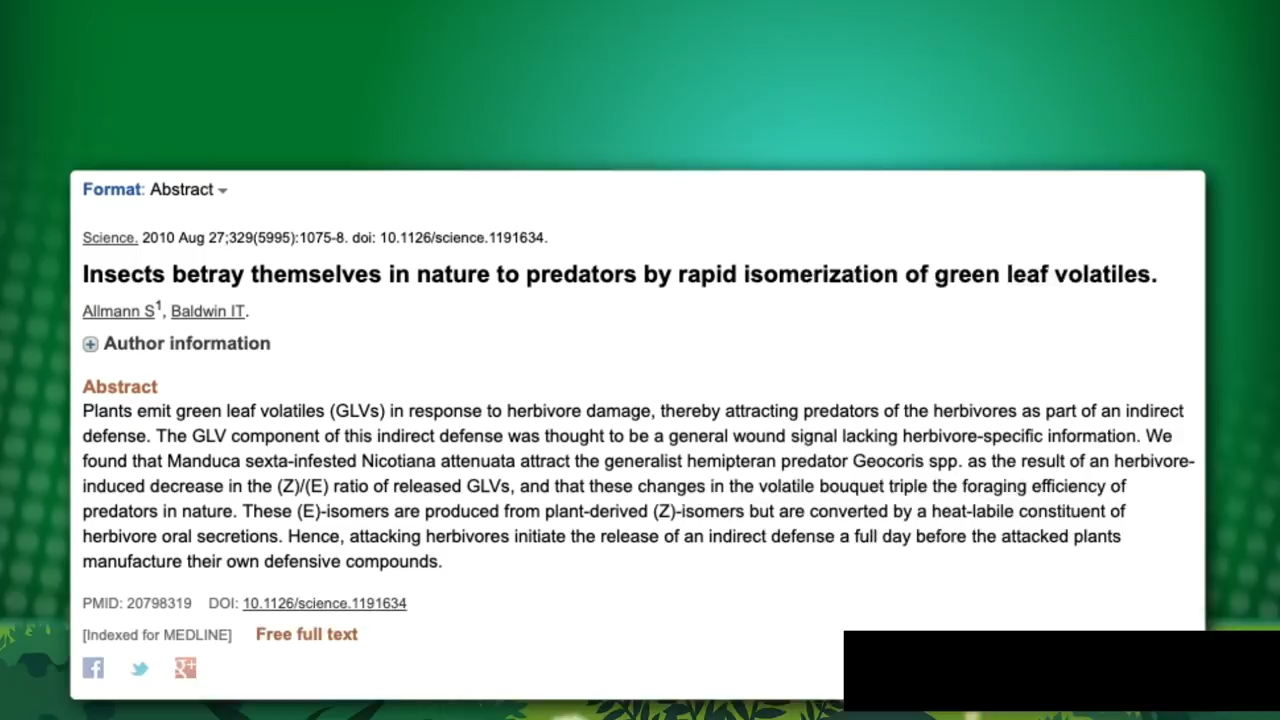 Format: Abstract
Science. 2010 Aug 27;329(5995):1075-8. doi: 10.1126/science.1191634.
Insects betray themselves in nature to predators by rapid isomerization of green leaf volatiles.
Allmann S1, Baldwin IT.
Author information
Abstract
Plants emit green leaf volatiles (GLVs) in response to herbivore damage, thereby attracting predators of the herbivores as part of an indirect
defense. The GLV component of this indirect defense was thought to be a general wound signal lacking herbivore-specific information. We
found that Manduca sexta-infested Nicotiana attenuata attract the generalist hemipteran predator Geocoris spp. as the result of an herbivore-
induced decrease in the (Z)/(E) ratio of released GLVs, and that these changes in the volatile bouquet triple the foraging efficiency of
predators in nature. These (E)-isomers are produced from plant-derived (Z)-isomers but are converted by a heat-labile constituent of
herbivore oral secretions. Hence, attacking herbivores initiate the release of an indirect defense a full day before the attacked plants
manufacture their own defensive compounds.
PMID: 20798319 DOI: 10.1126/science.1191634
[Indexed for MEDLINE] Free full text
f g+